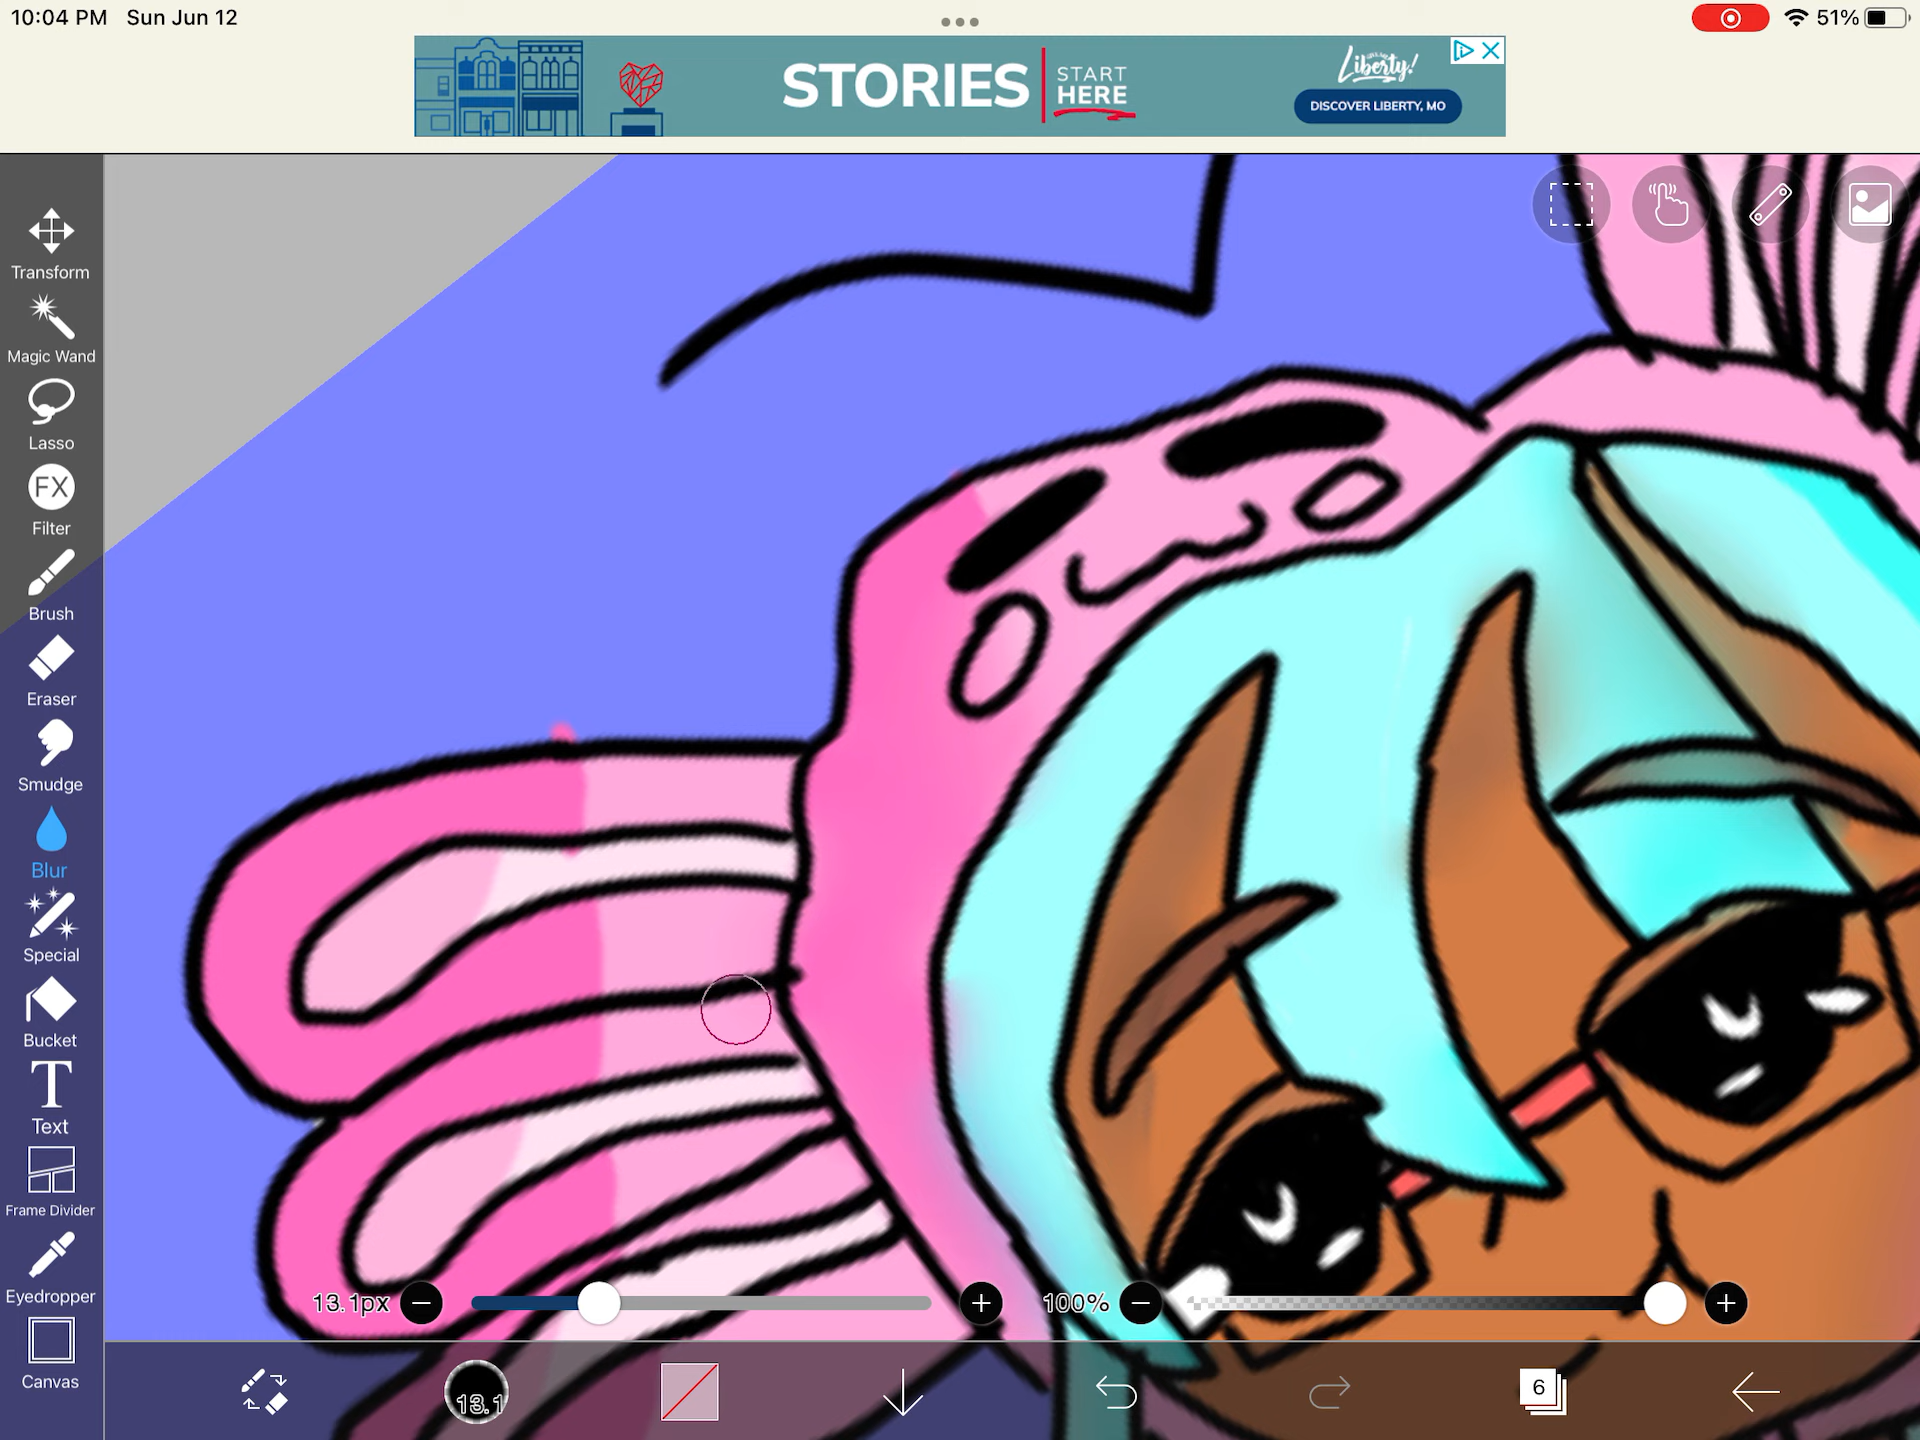 10:04 PM Sun Jun 12
51%
STORIES
START
HERE
Liberty!
DISCOVER LIBERTY, MO
Transform
Magic Wand
Lasso
FX
Filter
Brush
Eraser
Smudge
Blur
Special
Bucket
T
Text
Frame Divider
Eyedropper
Canvas
13.1px
100%
13.1
6